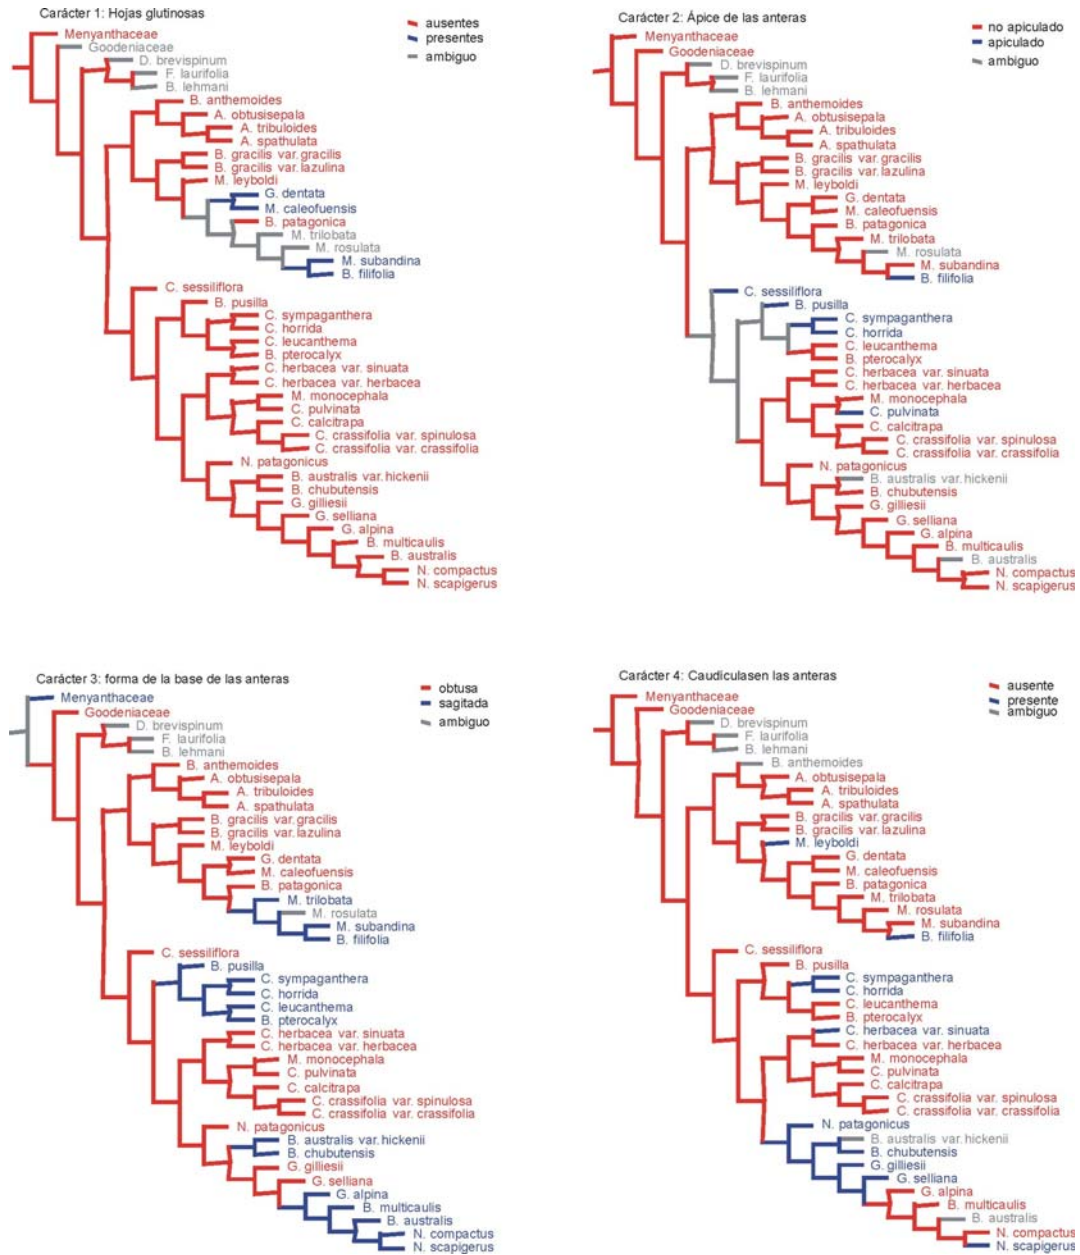 Carácter 1: Hojas glutinosas
ausentes
presentes
ambiguo
Menyanthaceae
Goodeniaceae
D. brevispinum
F. laurifolia
B. lehmani
B. anthemoides
A. obtusisepala
A. tribuloides
A. spathulata
B. gracilis var. gracilis
B. gracilis var. lazulina
M. leyboldi
G. dentata
M. caleofuensis
B. patagonica
M. trilobata
M. rosulata
M. subandina
B. filifolia
C. sessiliflora
B. pusilla
C. sympaganthera
C. horrida
C. leucanthema
B. pterocalyx
C. herbacea var. sinuata
C. herbacea var. herbacea
M. monocephala
C. pulvinata
C. calcitrapa
C. crassifolia var. spinulosa
C. crassifolia var. crassifolia
N. patagonicus
B. australis var. hickenii
B. chubutensis
G. gilliesii
G. selliana
G. alpina
B. multicaulis
B. australis
N. compactus
N. scapigerus
Carácter 2: Ápice de las anteras
no apiculado
apiculado
ambiguo
Menyanthaceae
Goodeniaceae
D. brevispinum
F. laurifolia
B. lehmani
B. anthemoides
A. obtusisepala
A. tribuloides
A. spathulata
B. gracilis var. gracilis
B. gracilis var. lazulina
M. leyboldi
G. dentata
M. caleofuensis
B. patagonica
M. trilobata
M. rosulata
M. subandina
B. filifolia
C. sessiliflora
B. pusilla
C. sympaganthera
C. horrida
C. leucanthema
B. pterocalyx
C. herbacea var. sinuata
C. herbacea var. herbacea
M. monocephala
C. pulvinata
C. calcitrapa
C. crassifolia var. spinulosa
C. crassifolia var. crassifolia
N. patagonicus
B. australis var. hickenii
B. chubutensis
G. gilliesii
G. selliana
G. alpina
B. multicaulis
B. australis
N. compactus
N. scapigerus
Carácter 3: forma de la base de las anteras
obtusa
sagitada
ambiguo
Menyanthaceae
Goodeniaceae
D. brevispinum
F. laurifolia
B. lehmani
B. anthemoides
A. obtusisepala
A. tribuloides
A. spathulata
B. gracilis var. gracilis
B. gracilis var. lazulina
M. leyboldi
G. dentata
M. caleofuensis
B. patagonica
M. trilobata
M. rosulata
M. subandina
B. filifolia
C. sessiliflora
B. pusilla
C. sympaganthera
C. horrida
C. leucanthema
B. pterocalyx
C. herbacea var. sinuata
C. herbacea var. herbacea
M. monocephala
C. pulvinata
C. calcitrapa
C. crassifolia var. spinulosa
C. crassifolia var. crassifolia
N. patagonicus
B. australis var. hickenii
B. chubutensis
G. gilliesii
G. selliana
G. alpina
B. multicaulis
B. australis
N. compactus
N. scapigerus
Carácter 4: Caudiculasen las anteras
ausente
presente
ambiguo
Menyanthaceae
Goodeniaceae
D. brevispinum
F. laurifolia
B. lehmani
B. anthemoides
A. obtusisepala
A. tribuloides
A. spathulata
B. gracilis var. gracilis
B. gracilis var. lazulina
M. leyboldi
G. dentata
M. caleofuensis
B. patagonica
M. trilobata
M. rosulata
M. subandina
B. filifolia
C. sessiliflora
B. pusilla
C. sympaganthera
C. horrida
C. leucanthema
B. pterocalyx
C. herbacea var. sinuata
C. herbacea var. herbacea
M. monocephala
C. pulvinata
C. calcitrapa
C. crassifolia var. spinulosa
C. crassifolia var. crassifolia
N. patagonicus
B. australis var. hickenii
B. chubutensis
G. gilliesii
G. selliana
G. alpina
B. multicaulis
B. australis
N. compactus
N. scapigerus